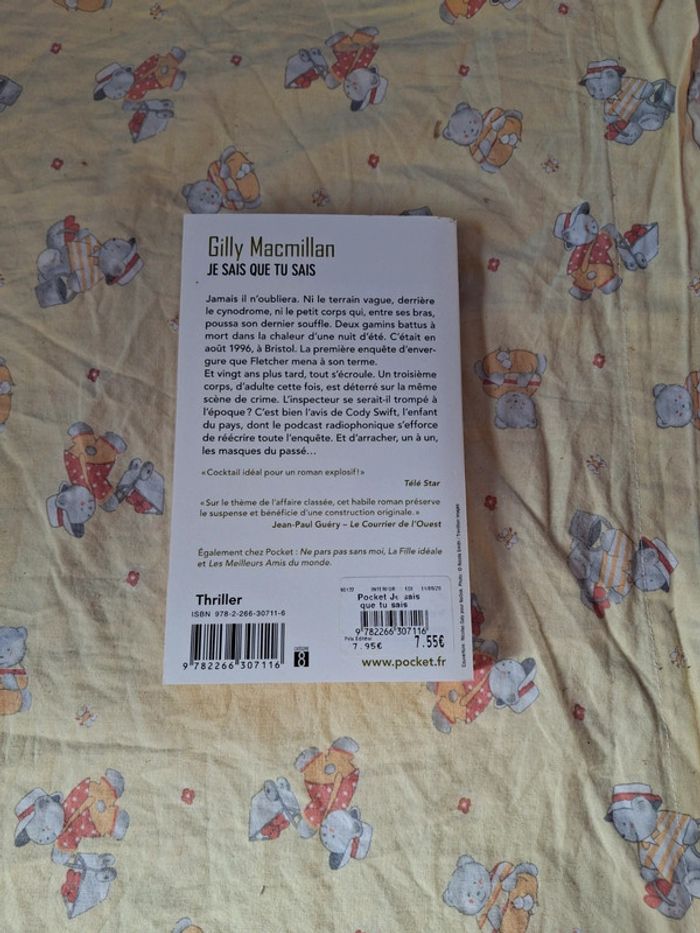 Gilly Macmillan
JE SAIS QUE TU SAIS
Jamais il n'oubliera. Ni le terrain vague, derrière
le cynodrome, ni le petit corps qui, entre ses bras,
poussa son dernier souffle. Deux gamins battus à
mort dans la chaleur d'une nuit d'été. C'était en
août 1996, à Bristol. La première enquête d'enver-
gure que Fletcher mena à son terme.
Et vingt ans plus tard, tout s'écroule. Un troisième
corps, d'adulte cette fois, est déterré sur la même
scène de crime. L'inspecteur se serait-il trompé à
l'époque ? C'est bien l'avis de Cody Swift, l'enfant
du pays, dont le podcast radiophonique s'efforce
de réécrire toute l'enquête. Et d'arracher, un à un,
les masques du passé...
« Cocktail idéal pour un roman explosif ! »
Télé Star
« Sur le thème de l'affaire classée, cet habile roman préserve
le suspense et bénéficie d'une construction originale. »
Jean-Paul Guéry – Le Courrier de l'Ouest
Également chez Pocket : Ne pars pas sans moi, La Fille idéale
et Les Meilleurs Amis du monde.
Thriller
ISBN 978-2-266-30711-6
9 782266 307116
8
Pocket Je sais
que tu sais
9 782266 307116
Prix Editeur
7.95€
7.55€
www.pocket.fr